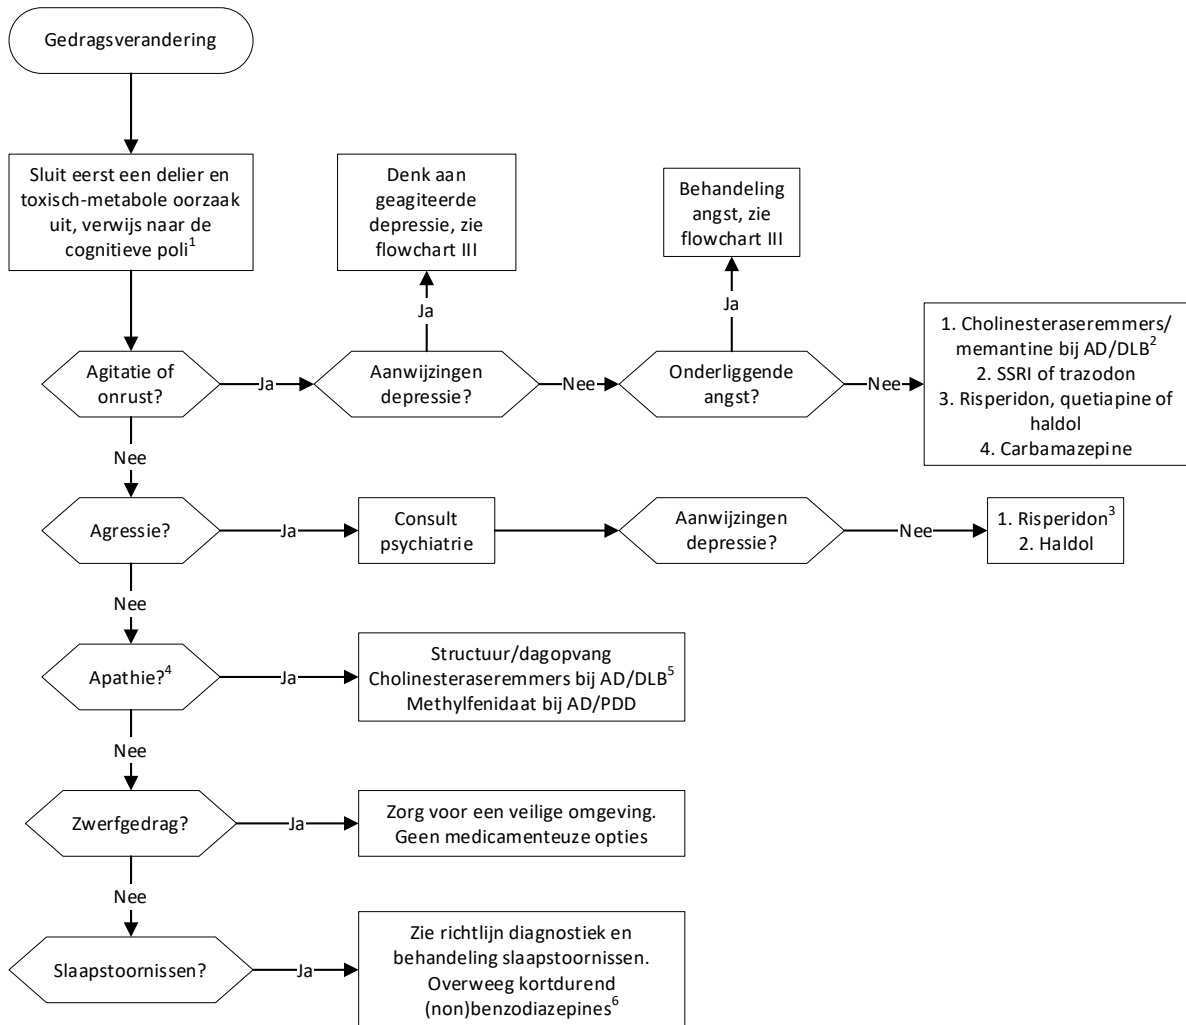 Gedragsverandering
Sluit eerst een delier en
toxisch-metabole oorzaak
uit, verwijs naar de
cognitieve poli1
Denk aan
geagiteerde
depressie, zie
flowchart III
Behandeling
angst, zie
flowchart III
Ja
Ja
Agitatie of
onrust?
Ja
Aanwijzingen
depressie?
Nee
Onderliggende
angst?
Nee
1. Cholinesteraseremmers/
memantine bij AD/DLB2
2. SSRI of trazodon
3. Risperidon, quetiapine of
haldol
4. Carbamazepine
Nee
Agressie?
Ja
Consult
psychiatrie
Aanwijzingen
depressie?
Nee
1. Risperidon3
2. Haldol
Nee
Apathie?4
Ja
Structuur/dagopvang
Cholinesteraseremmers bij AD/DLB5
Methylfenidaat bij AD/PDD
Nee
Zwerfgedrag?
Ja
Zorg voor een veilige omgeving.
Geen medicamenteuze opties
Nee
Slaapstoornissen?
Ja
Zie richtlijn diagnostiek en
behandeling slaapstoornissen.
Overweeg kortdurend
(non)benzodiazepines6